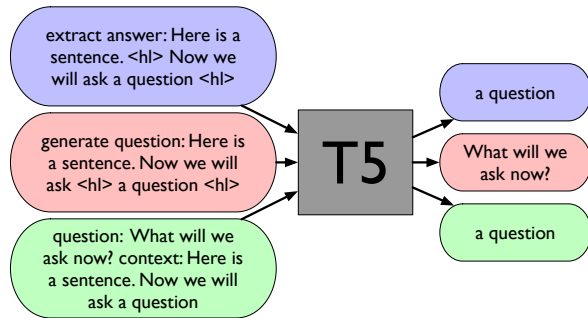 extract answer: Here is a
sentence. <hl> Now we
will ask a question <hl>
generate question: Here is
a sentence. Now we will
ask <hl> a question <hl>
question: What will we
ask now? context: Here is
a sentence. Now we will
ask a question
T5
a question
What will we
ask now?
a question